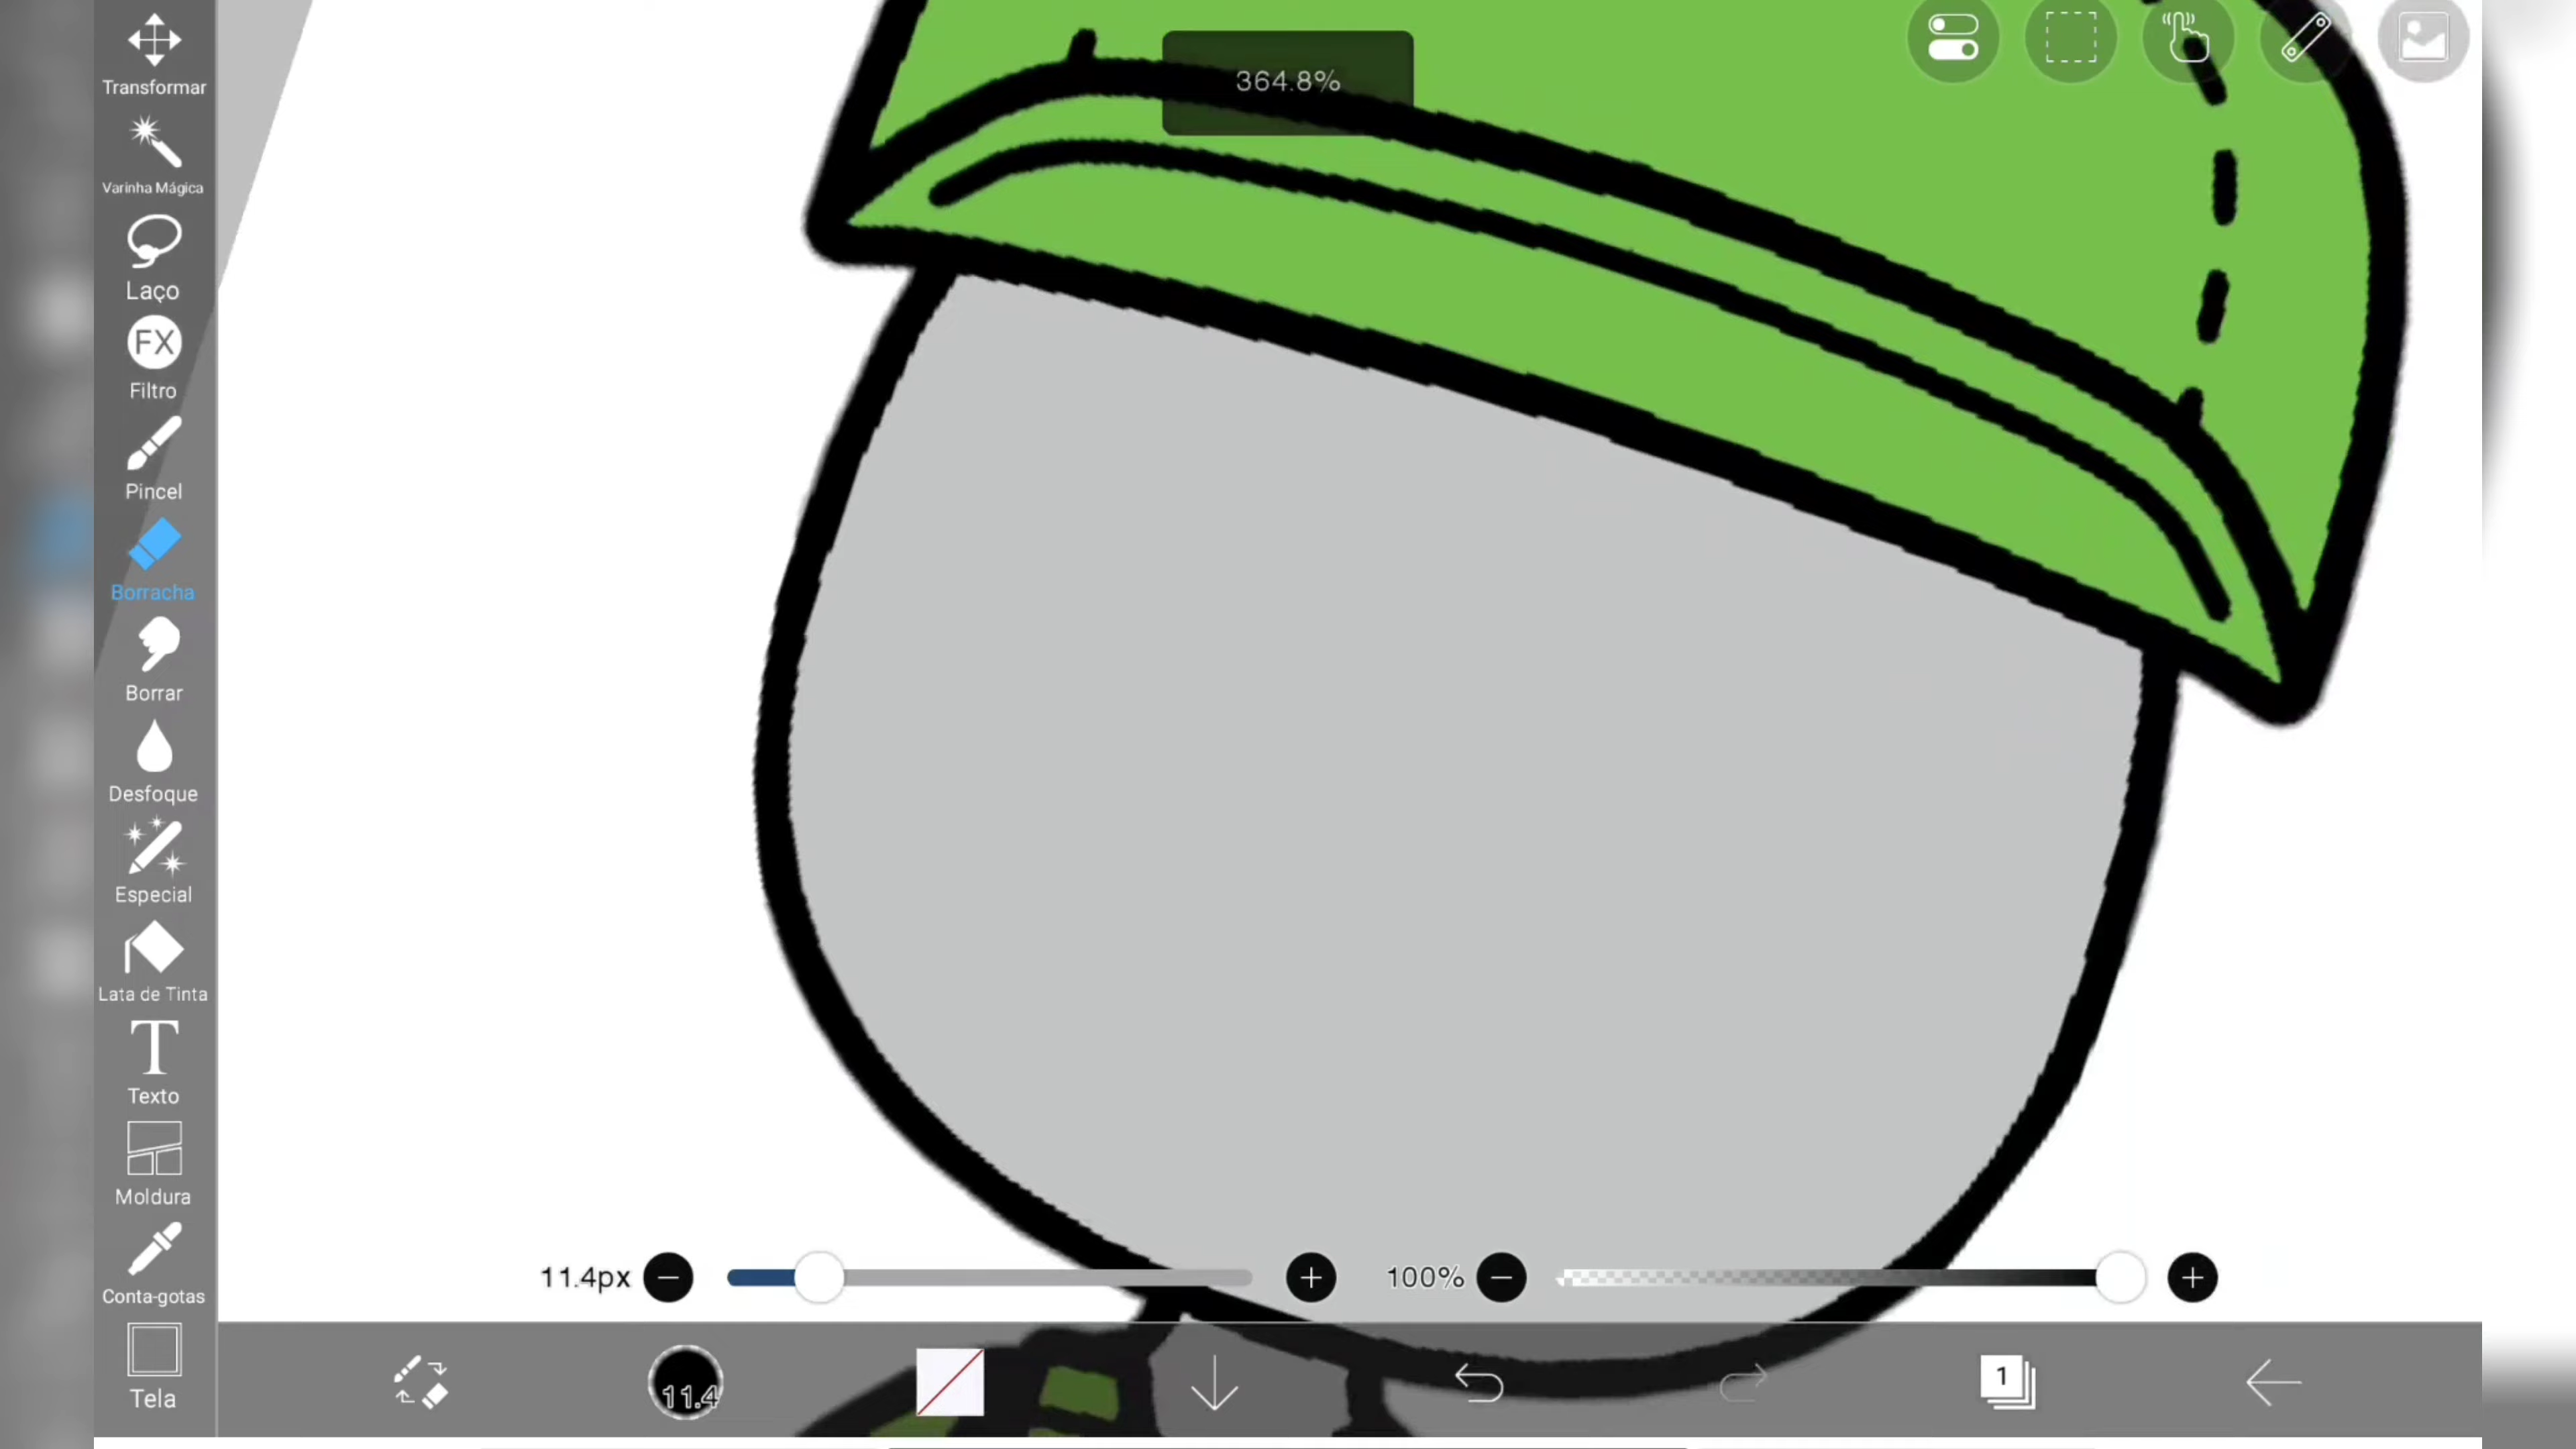 364.8%
Transformar
Varinha Mágica
Laço
FX
Filtro
Pincel
Borracha
Borrar
Desfoque
Especial
Lata de Tinta
T
Texto
Moldura
Conta-gotas
Tela
11.4px
100%
11.4
1